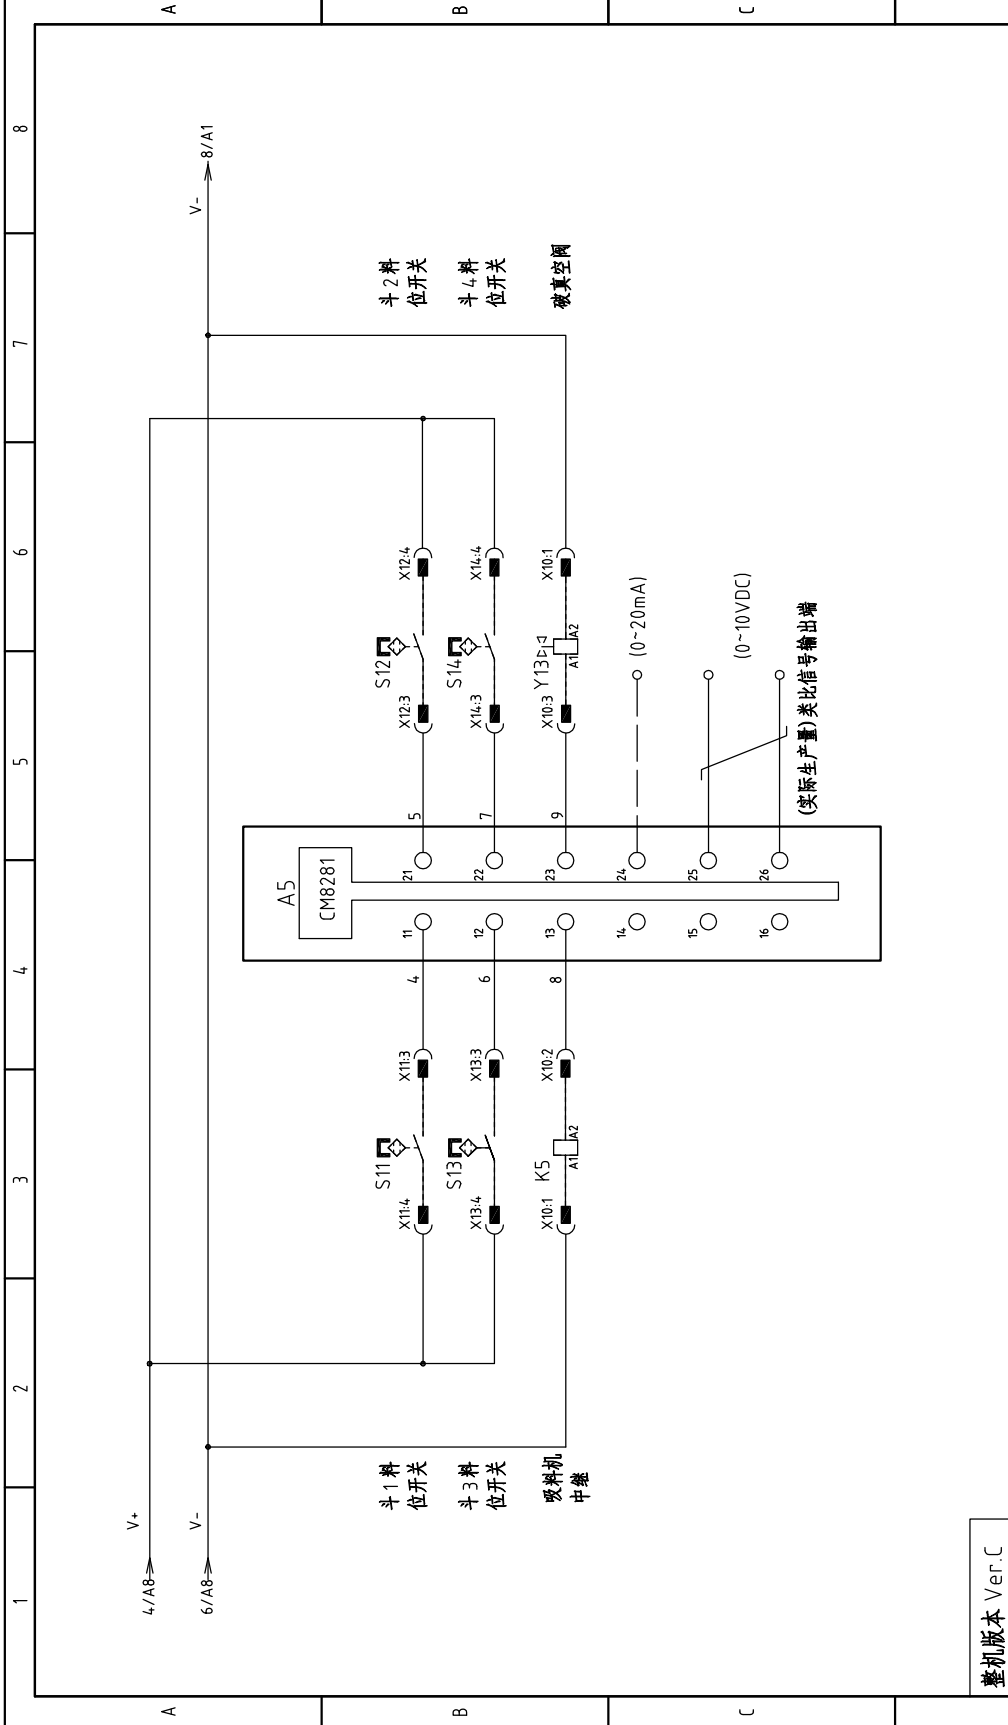 1
2
3
4
5
6
7
8
A
A
B
B
C
C
4/A8
V+
6/A8
V-
V-
8/A1
斗1料
位开关
斗3料
位开关
吸料机
中继
斗2料
位开关
斗4料
位开关
破真空阀
X11:4
S11
X11:3
X13:4
S13
X13:3
X10:1
K5
A1
A2
X10:2
4
6
8
A5
CM8281
11
12
13
14
15
16
21
22
23
24
25
26
5
7
9
X12:3
S12
X12:4
X14:3
S14
X14:4
X10:3
Y13
A1
A2
X10:1
(0~20mA)
(0~10VDC)
(实际生产量)类比信号输出端
整机版本 Ver.C